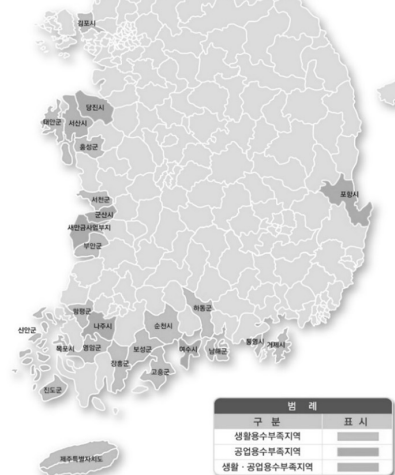 김포시
당진시
태안군
서산시
홍성군
서천군
군산시
새만금사업부지
부안군
포항시
함평군
나주시
신안군
목포시
영암군
장흥군
보성군
순천시
여수시
하동군
남해군
통영시
거제시
고흥군
진도군
제주특별자치도
범 례
구 분 표 시
생활용수부족지역
공업용수부족지역
생활 · 공업용수부족지역